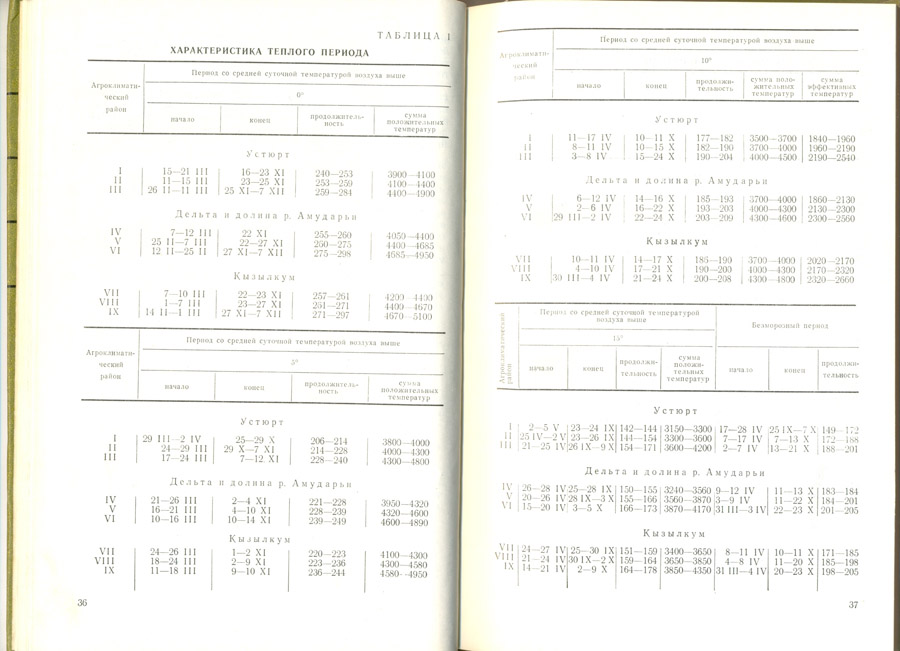 ТАБЛИЦА 1
ХАРАКТЕРИСТИКА ТЕПЛОГО ПЕРИОДА
Агроклимати-
ческий
район
Период со средней суточной температурой воздуха выше
0°
начало
конец
продолжитель-
ность
сумма
положительных
температур
Устюрт
I 15—21 III 16—23 XI 240—253 3900—4100
II 11—15 III 23—25 XI 253—259 4100—4400
III 26 II—11 III 25 XI—7 XII 259—284 4400—4900
Дельта и долина р. Амударьи
IV 7—12 III 22 XI 255—260 4050—4400
V 25 II—7 III 22—27 XI 260—275 4400—4685
VI 12 II—25 II 27 XI—7 XII 275—298 4685—4950
Кызылкум
VII 7—10 III 22—23 XI 257—261 4200—4400
VIII 1—7 III 23—27 XI 261—271 4400—4670
IX 14 II—1 III 27 XI—7 XII 271—297 4670—5100
Агроклимати-
ческий
район
Период со средней суточной температурой воздуха выше
5°
начало
конец
продолжитель-
ность
сумма
положительных
температур
Устюрт
I 29 III—2 IV 25—29 X 206—214 3800—4000
II 24—29 III 29 X—7 XI 214—228 4000—4300
III 17—24 III 7—12 XI 228—240 4300—4800
Дельта и долина р. Амударьи
IV 21—26 III 2—4 XI 221—228 3950—4320
V 16—21 III 4—10 XI 228—239 4320—4600
VI 10—16 III 10—14 XI 239—249 4600—4890
Кызылкум
VII 24—26 III 1—2 XI 220—223 4100—4300
VIII 18—24 III 2—9 XI 223—236 4300—4580
IX 11—18 III 9—10 XI 236—244 4580—4950
36
Агроклимати-
ческий
район
Период со средней суточной температурой воздуха выше
10°
начало
конец
продолжи-
тельность
сумма поло-
жительных
температур
сумма
эффективных
температур
Устюрт
I 11—17 IV 10—11 X 177—182 3500—3700 1840—1960
II 8—11 IV 10—15 X 182—190 3700—4000 1960—2190
III 3—8 IV 15—24 X 190—204 4000—4500 2190—2540
Дельта и долина р. Амударьи
IV 6—12 IV 14—16 X 185—193 3700—4000 1860—2130
V 2—6 IV 16—22 X 193—203 4000—4300 2130—2300
VI 29 III—2 IV 22—24 X 203—209 4300—4600 2300—2560
Кызылкум
VII 10—11 IV 14—17 X 186—190 3700—4000 2020—2170
VIII 4—10 IV 17—21 X 190—200 4000—4300 2170—2320
IX 30 III—4 IV 21—24 X 200—208 4300—4800 2320—2660
Агроклиматический
район
Период со средней суточной температурой
воздуха выше
15°
Безморозный период
начало
конец
продолжи-
тельность
сумма
поло-
жительных
температур
начало
конец
продолжи-
тельность
Устюрт
I 2—5 V 23—24 IX 142—144 3150—3300 17—28 IV 25 IX—7 X 149—172
II 25 IV—2 V 23—26 IX 144—154 3300—3600 7—17 IV 7—13 X 172—188
III 21—25 IV 26 IX—9 X 154—171 3600—4200 2—7 IV 13—21 X 188—201
Дельта и долина р. Амударьи
IV 26—28 IV 25—28 IX 150—155 3240—3560 9—12 IV 11—13 X 183—184
V 20—26 IV 28 IX—3 X 155—166 3560—3870 3—9 IV 11—22 X 184—201
VI 15—20 IV 3—5 X 166—173 3870—4170 31 III—3 IV 22—23 X 201—205
Кызылкум
VII 24—27 IV 25—30 IX 151—159 3400—3650 8—11 IV 10—11 X 171—185
VIII 21—24 IV 30 IX—2 X 159—164 3650—3850 4—8 IV 11—20 X 185—198
IX 14—21 IV 2—9 X 164—178 3850—4350 31 III—4 IV 20—23 X 198—205
37